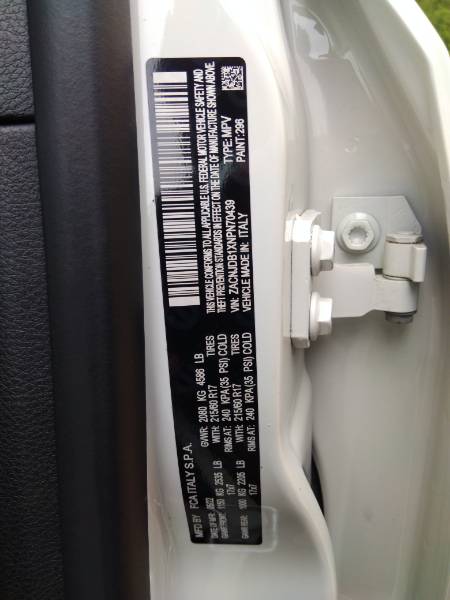 MFD BY FCA ITALY S.P.A.
DATE OF MFR: GVWR: 2080 KG 4586 LB
GAWR FRONT: 1150 KG 2535 LB WITH: 215/60 R17 TIRES
17x7 RIMS AT: 240 KPA (35 PSI) COLD
GAWR REAR: 1000 KG 2205 LB WITH: 215/60 R17 TIRES
17x7 RIMS AT: 240 KPA (35 PSI) COLD
THIS VEHICLE CONFORMS TO ALL APPLICABLE U.S. FEDERAL MOTOR VEHICLE SAFETY AND
THEFT PREVENTION STANDARDS IN EFFECT ON THE DATE OF MANUFACTURE SHOWN ABOVE.
VIN: ZACNJDB1XNPN70439 TYPE: MPV
VEHICLE MADE IN: ITALY PAINT: 296